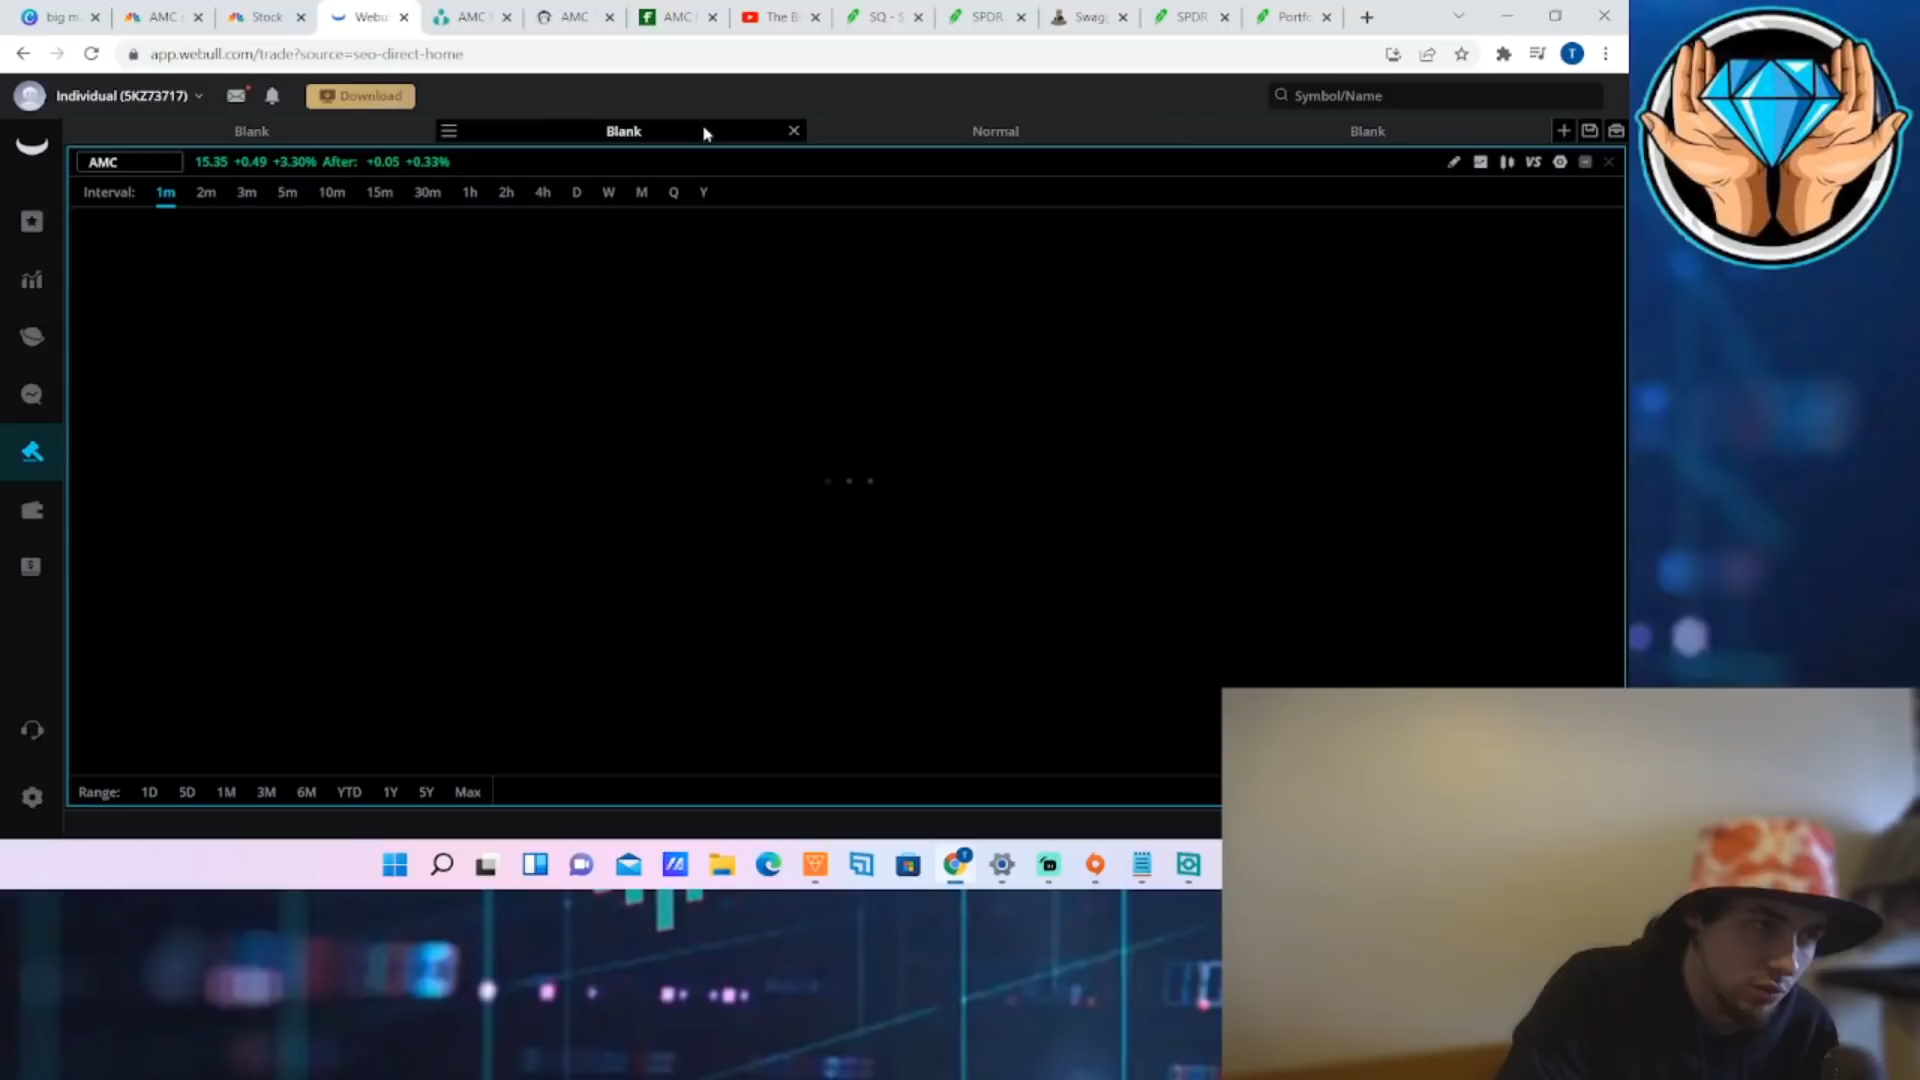 big m
AMC
Stock
Webu
AMC
AMC
AMC
The B
SQ - S
SPDR
Swag
SPDR
Portfo
app.webull.com/trade?source=seo-direct-home
T
Individual (5KZ73717)
Download
Symbol/Name
Blank
Blank
Normal
Blank
AMC
15.35 +0.49 +3.30% After: +0.05 +0.33%
VS
Interval: 1m 2m 3m 5m 10m 15m 30m 1h 2h 4h D W M Q Y
Range: 1D 5D 1M 3M 6M YTD 1Y 5Y Max